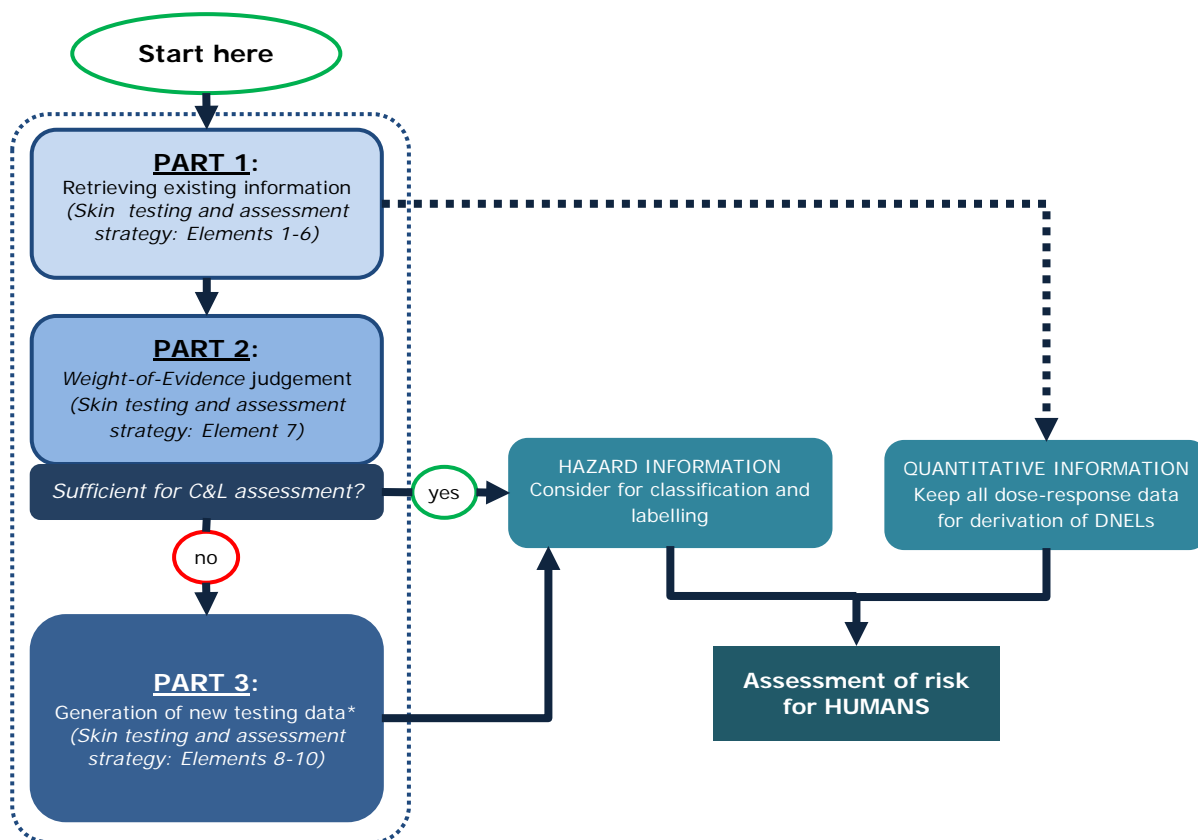 Start here
PART 1:
Retrieving existing information
(Skin testing and assessment
strategy: Elements 1-6)
PART 2:
Weight-of-Evidence judgement
(Skin testing and assessment
strategy: Element 7)
Sufficient for C&L assessment?
yes
no
PART 3:
Generation of new testing data*
(Skin testing and assessment
strategy: Elements 8-10)
HAZARD INFORMATION
Consider for classification and
labelling
QUANTITATIVE INFORMATION
Keep all dose-response data
for derivation of DNELs
Assessment of risk
for HUMANS